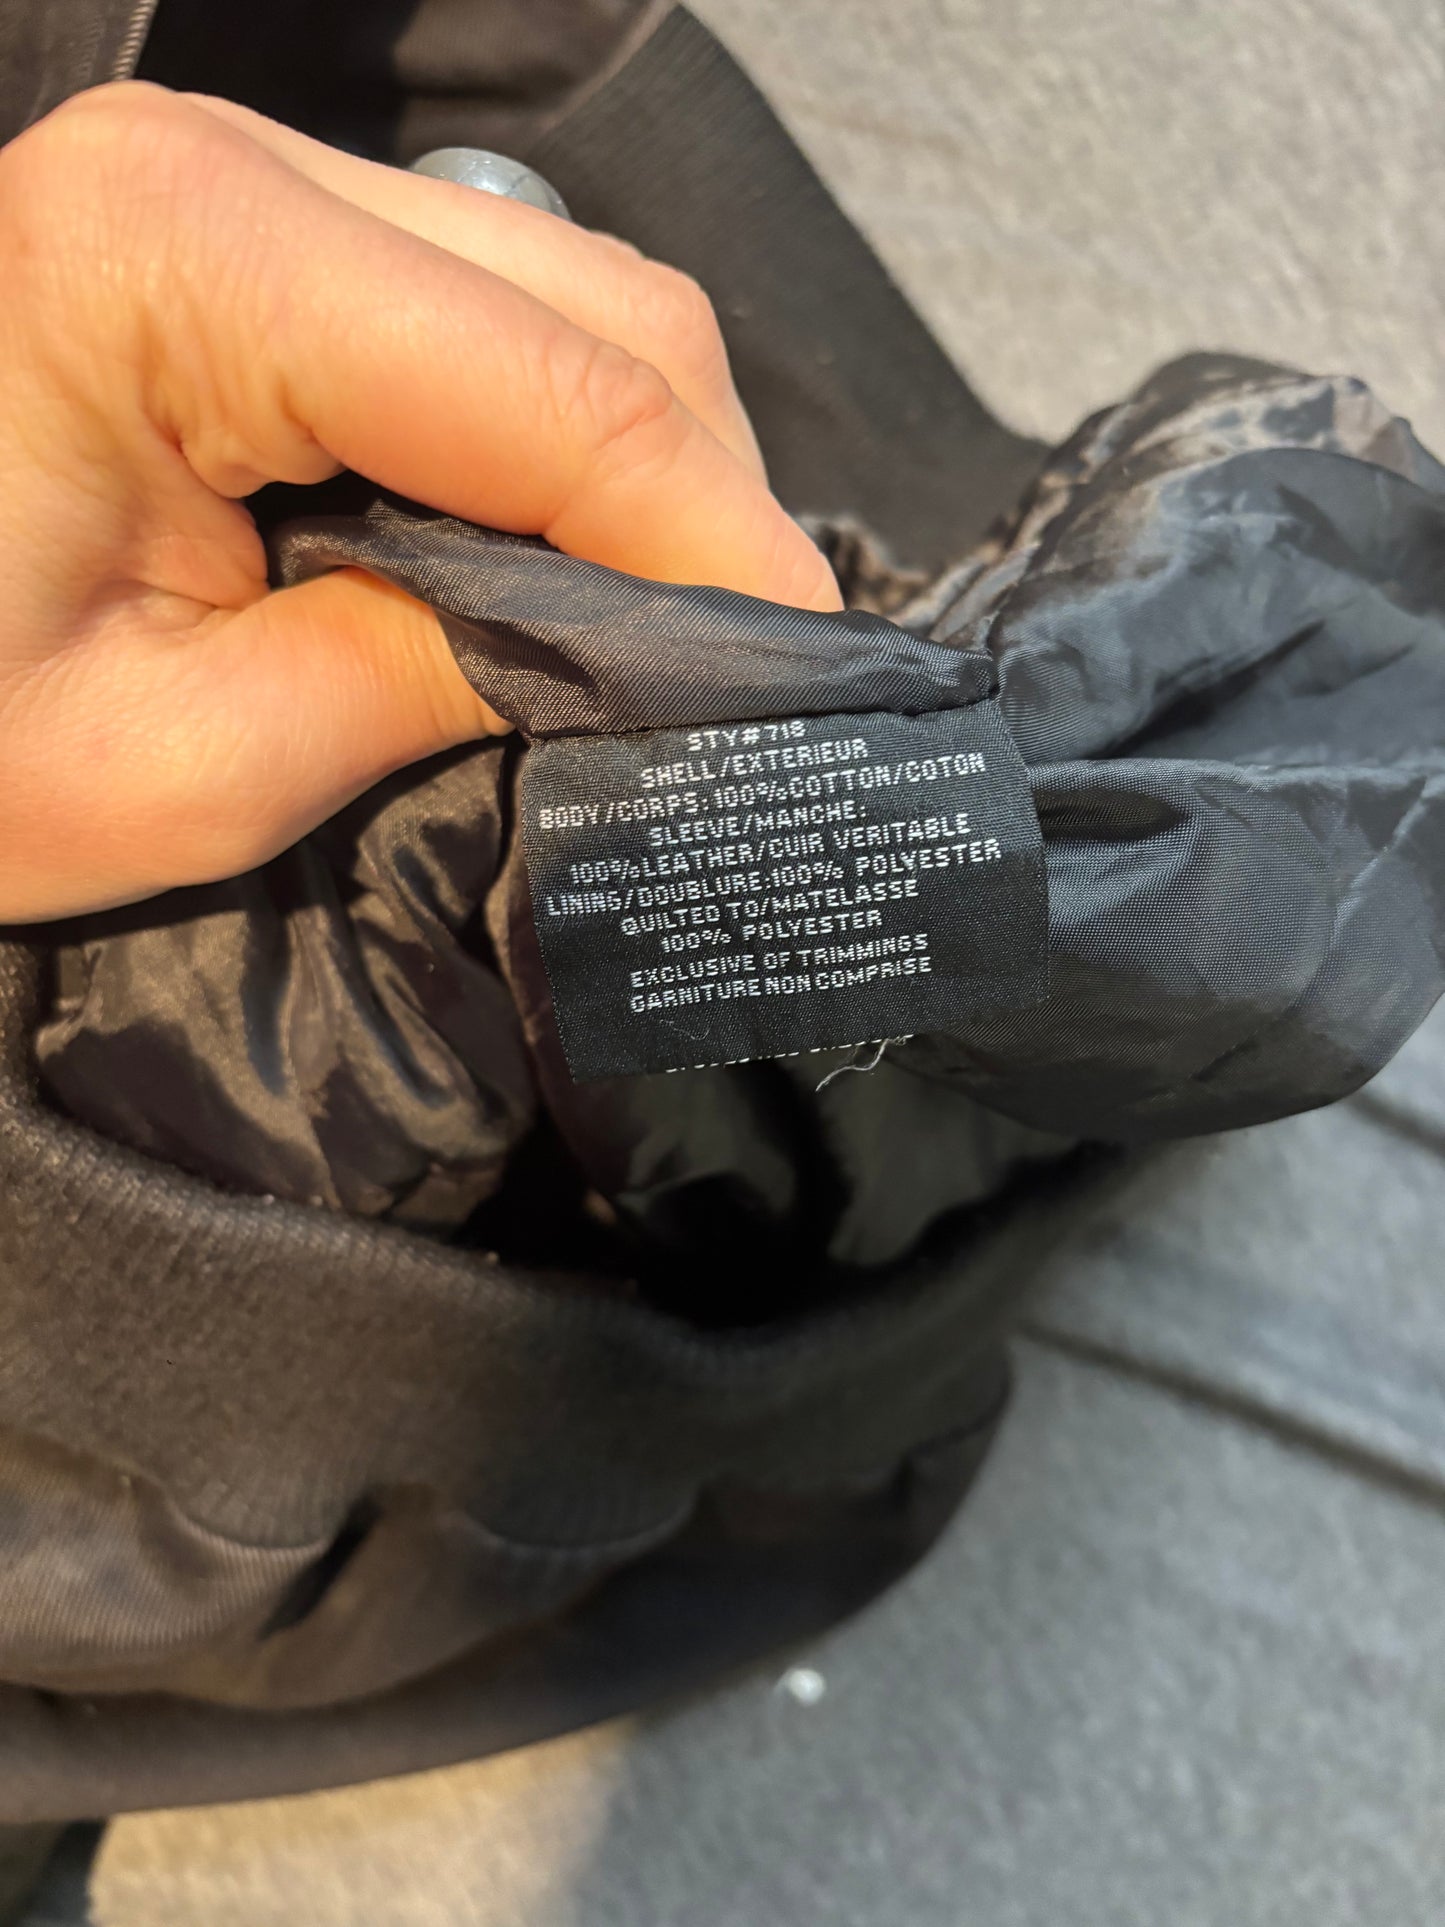 STY#718
SHELL/EXTERIEUR
BODY/CORPS:100%COTTON/COTON
SLEEVE/MANCHE:
100%LEATHER/CUIR VERITABLE
LINING/DOUBLURE:100% POLYESTER
QUILTED TO/MATELASSE
100% POLYESTER
EXCLUSIVE OF TRIMMINGS
GARNITURE NON COMPRISE